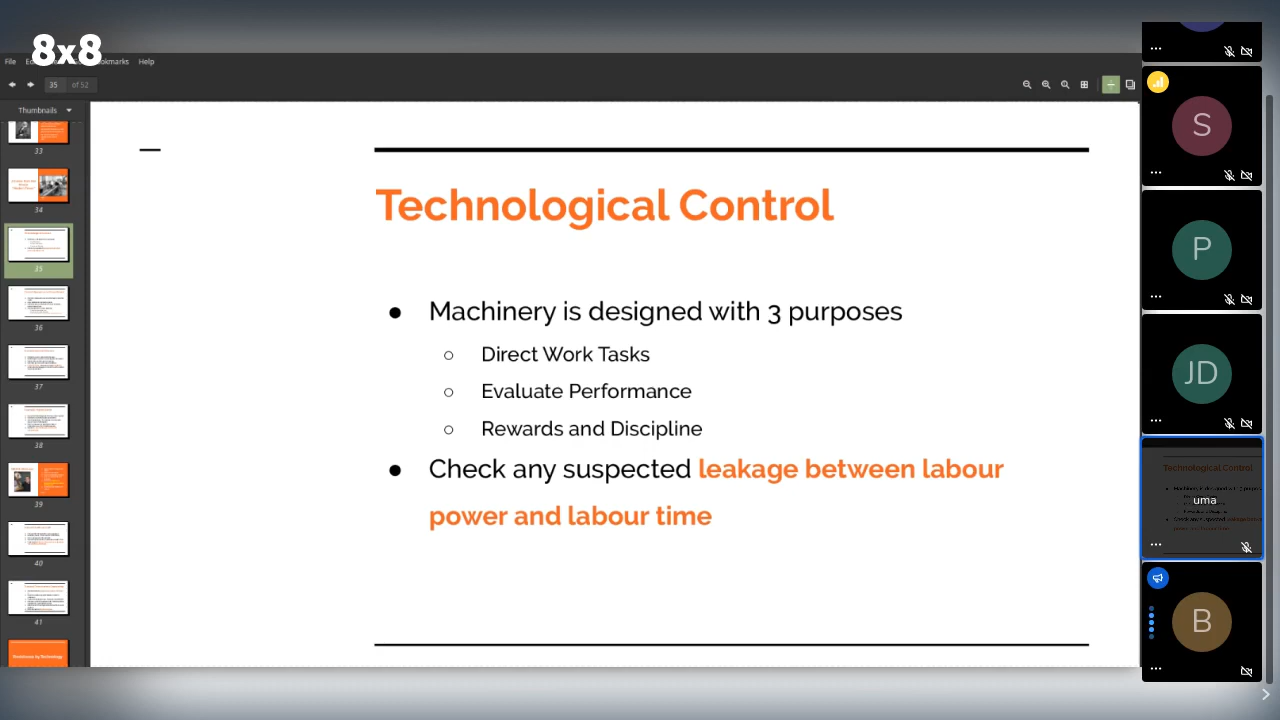 8x8
File
Help
35 of 52
Thumbnails
33
34
35
36
37
38
39
40
41
Technological Control
● Machinery is designed with 3 purposes
○ Direct Work Tasks
○ Evaluate Performance
○ Rewards and Discipline
● Check any suspected leakage between labour
power and labour time
S
P
JD
Technological Control
uma
B